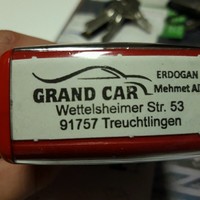 GRAND CAR
ERDOGAN
Mehmet
Wettelsheimer Str. 53
91757 Treuchtlingen